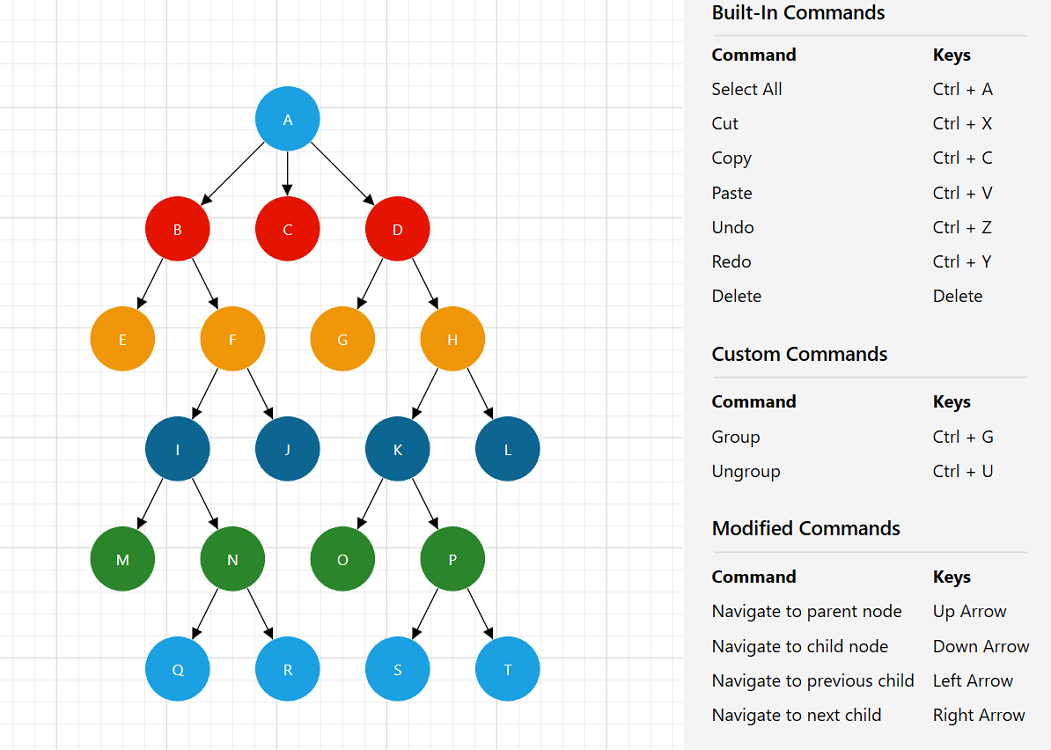 A
B C D
E F G H
I J K L
M N O P
Q R S T
Built-In Commands
Command Keys
Select All Ctrl + A
Cut Ctrl + X
Copy Ctrl + C
Paste Ctrl + V
Undo Ctrl + Z
Redo Ctrl + Y
Delete Delete
Custom Commands
Command Keys
Group Ctrl + G
Ungroup Ctrl + U
Modified Commands
Command Keys
Navigate to parent node Up Arrow
Navigate to child node Down Arrow
Navigate to previous child Left Arrow
Navigate to next child Right Arrow